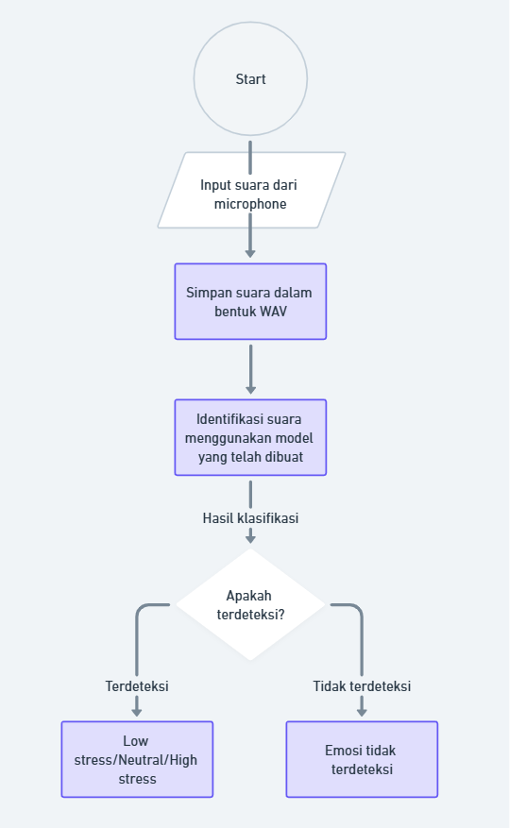 Start
Input suara dari
microphone
Simpan suara dalam
bentuk WAV
Identifikasi suara
menggunakan model
yang telah dibuat
Hasil klasifikasi
Apakah
terdeteksi?
Terdeteksi
Tidak terdeteksi
Low
stress/Neutral/High
stress
Emosi tidak
terdeteksi